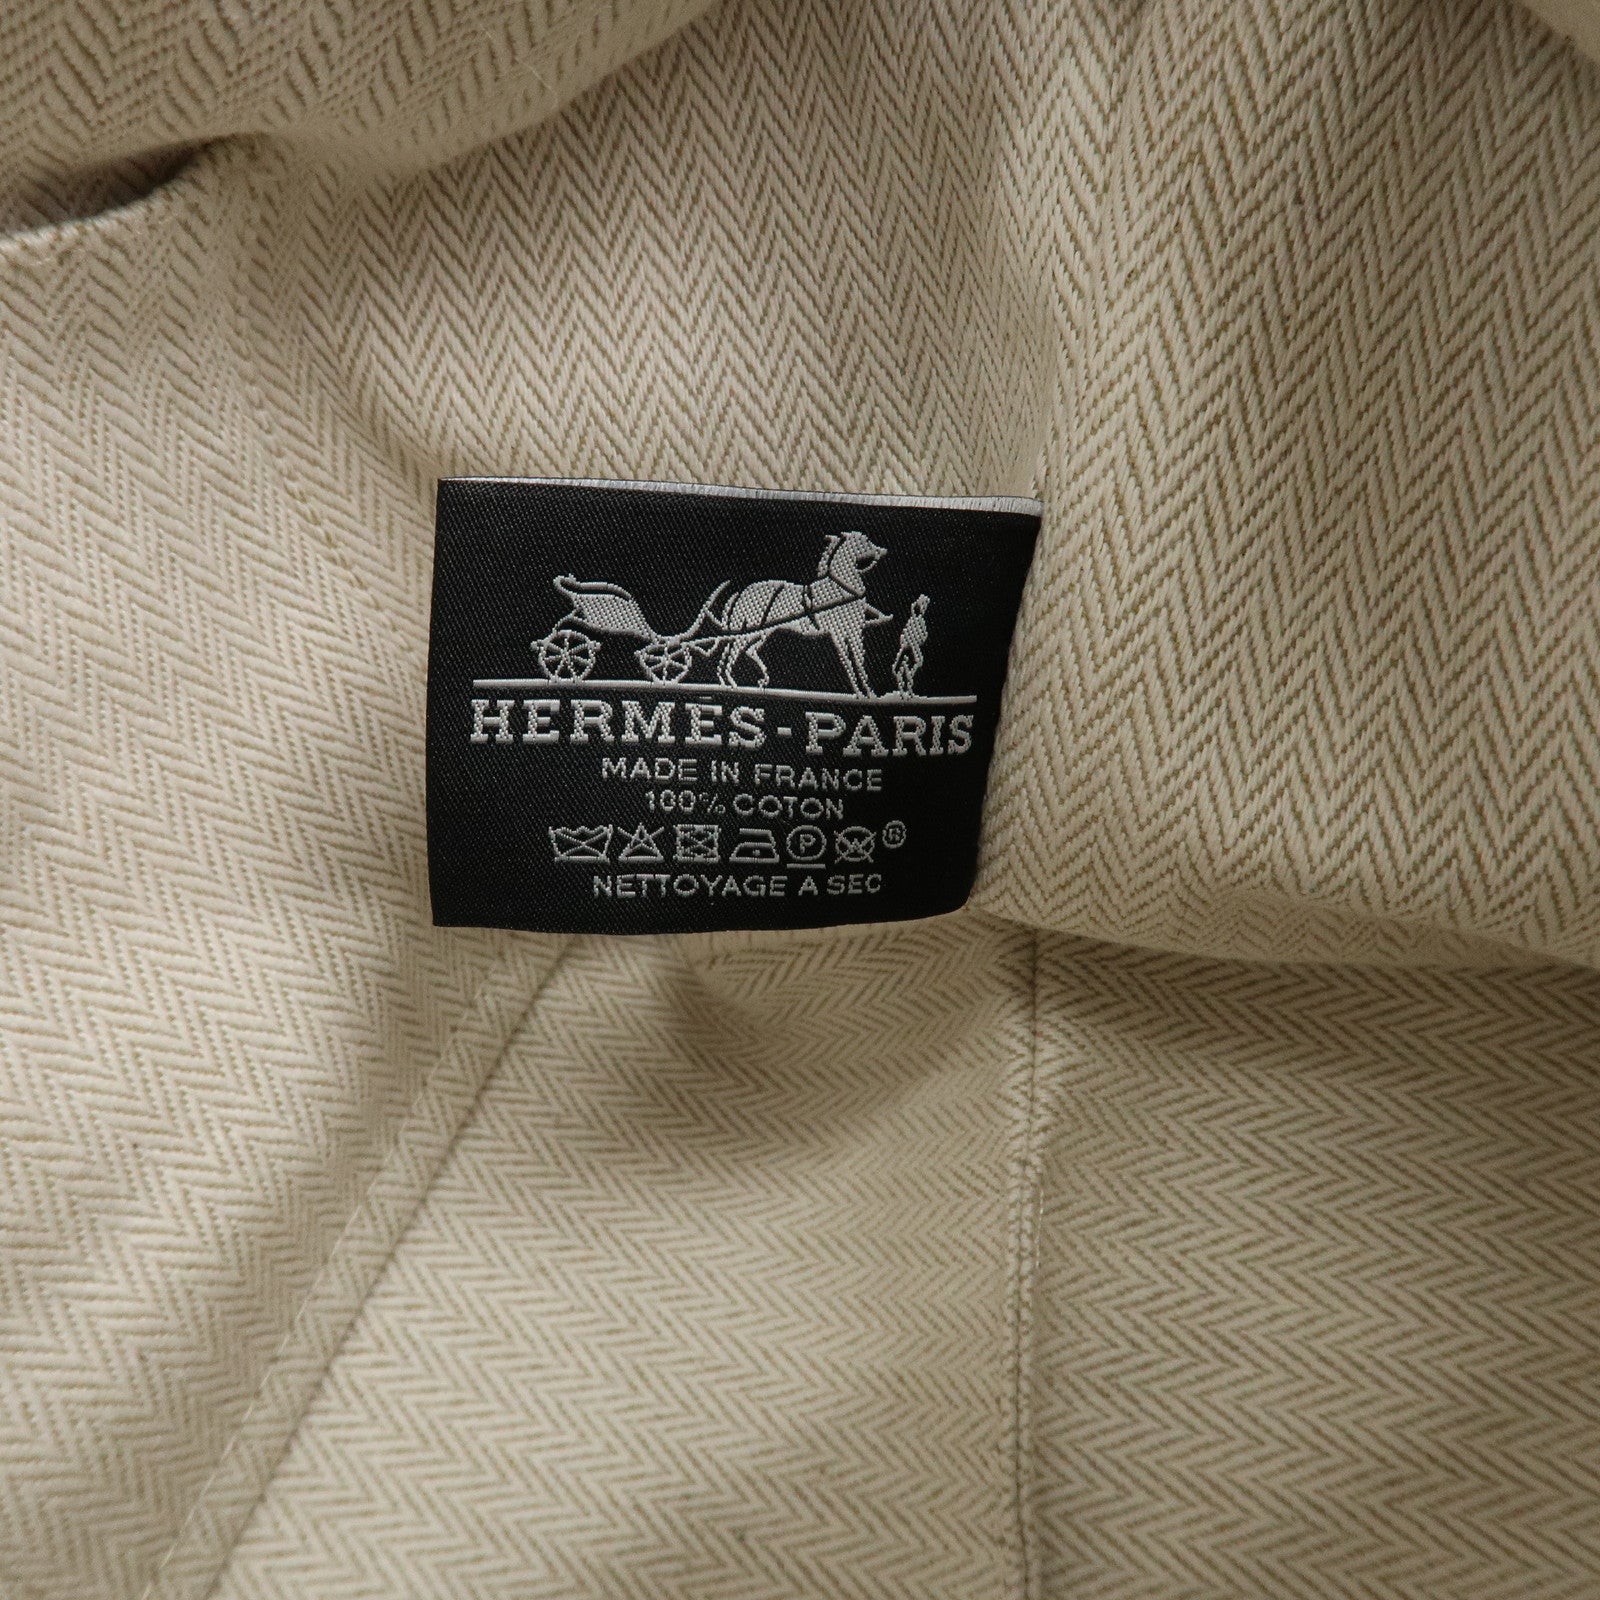 HERMÈS-PARIS
MADE IN FRANCE
100% COTON
P W ®
NETTOYAGE A SEC